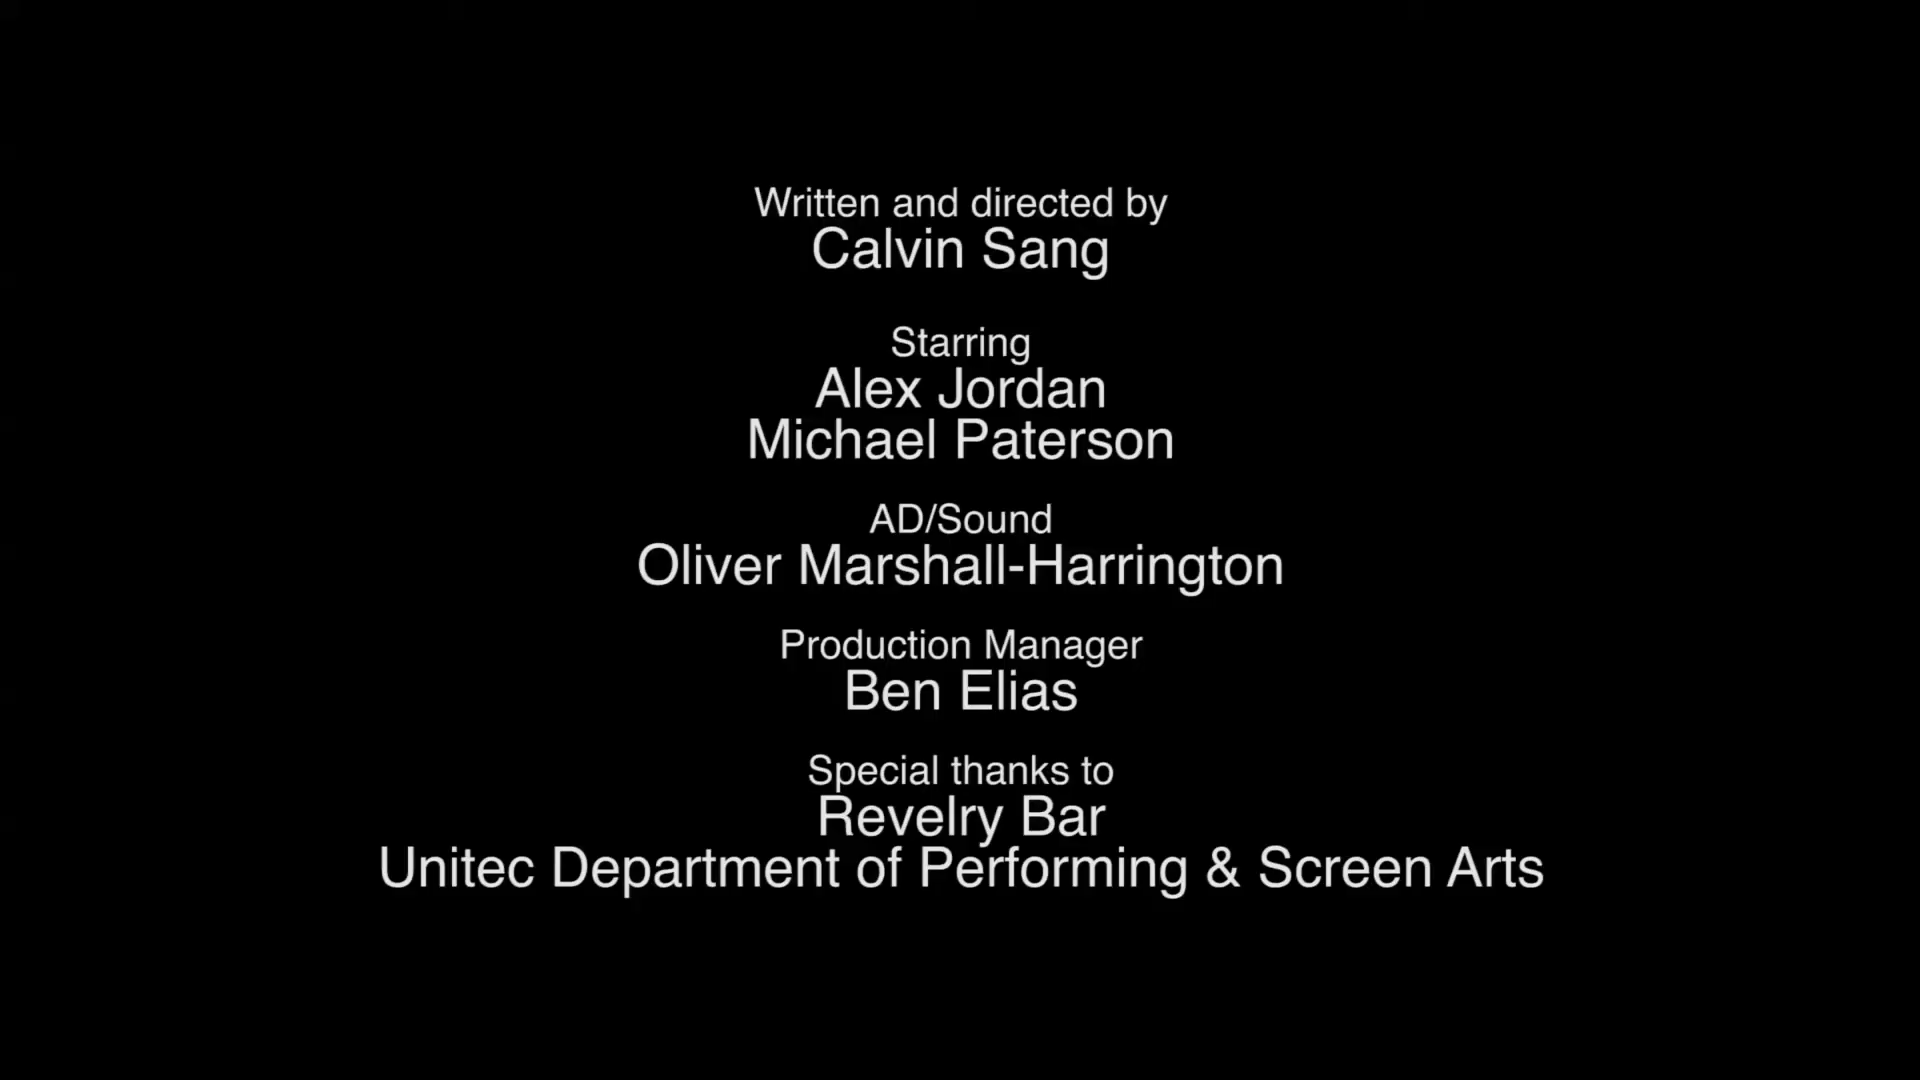 Written and directed by
Calvin Sang
Starring
Alex Jordan
Michael Paterson
AD/Sound
Oliver Marshall-Harrington
Production Manager
Ben Elias
Special thanks to
Revelry Bar
Unitec Department of Performing & Screen Arts